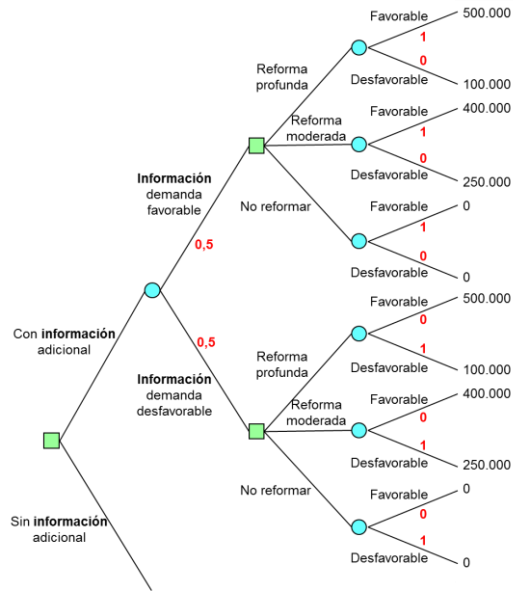 Favorable
500.000
1
0
Desfavorable
100.000
Reforma
profunda
Favorable
400.000
1
0
Desfavorable
250.000
Reforma
moderada
Información
demanda
favorable
0,5
No reformar
Favorable
0
1
0
Desfavorable
0
Con información
adicional
0,5
Información
demanda
desfavorable
Favorable
500.000
0
1
Desfavorable
100.000
Reforma
profunda
Favorable
400.000
0
1
Desfavorable
250.000
Reforma
moderada
No reformar
Favorable
0
0
1
Desfavorable
0
Sin información
adicional